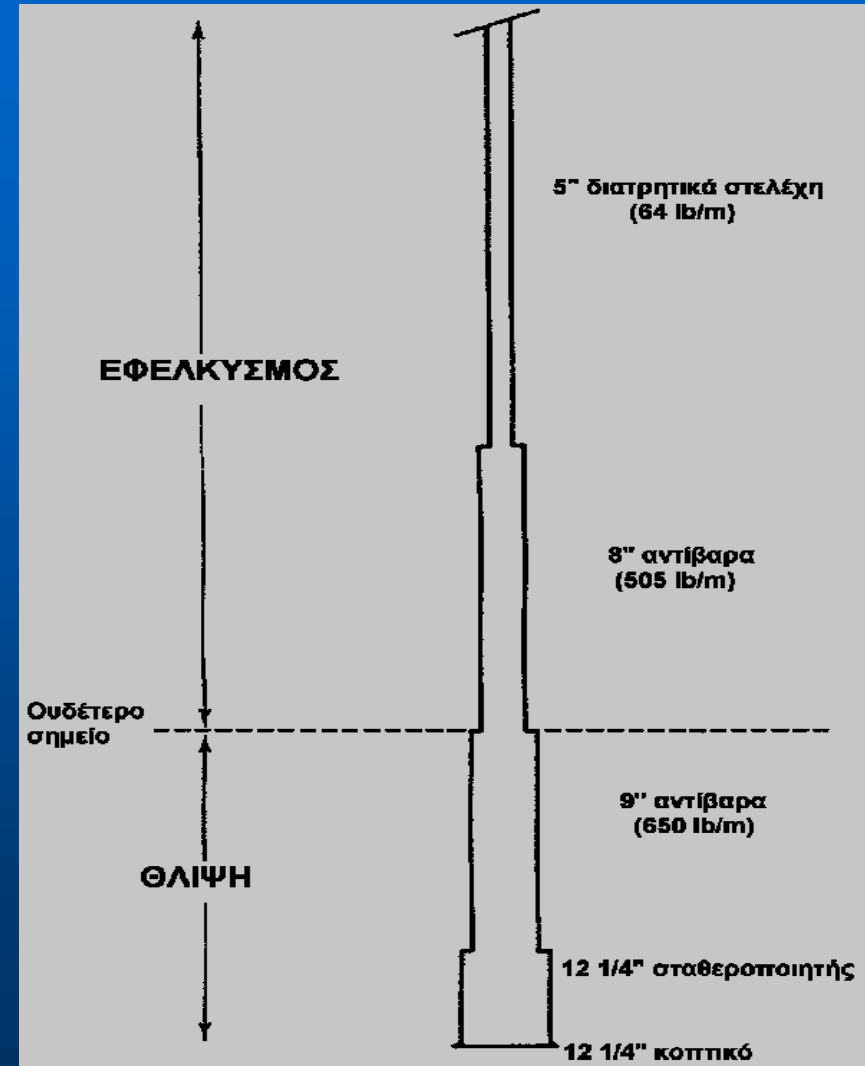 5" διατρητικά στελέχη
(64 lb/m)
ΕΦΕΛΚΥΣΜΟΣ
8" αντίβαρα
(505 lb/m)
Ουδέτερο
σημείο
9" αντίβαρα
(650 lb/m)
ΘΛΙΨΗ
12 1/4" σταθεροποιητής
12 1/4" κοπτικό